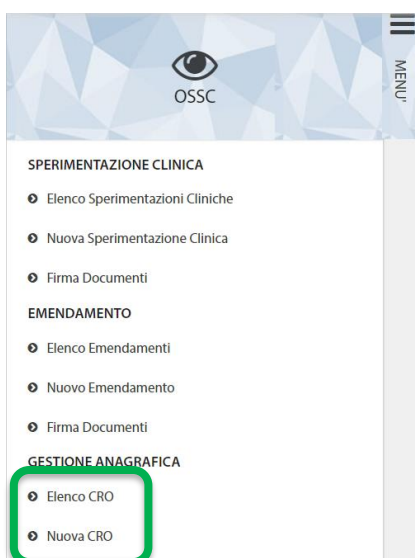 OSSC
MENU'
SPERIMENTAZIONE CLINICA
Elenco Sperimentazioni Cliniche
Nuova Sperimentazione Clinica
Firma Documenti
EMENDAMENTO
Elenco Emendamenti
Nuovo Emendamento
Firma Documenti
GESTIONE ANAGRAFICA
Elenco CRO
Nuova CRO